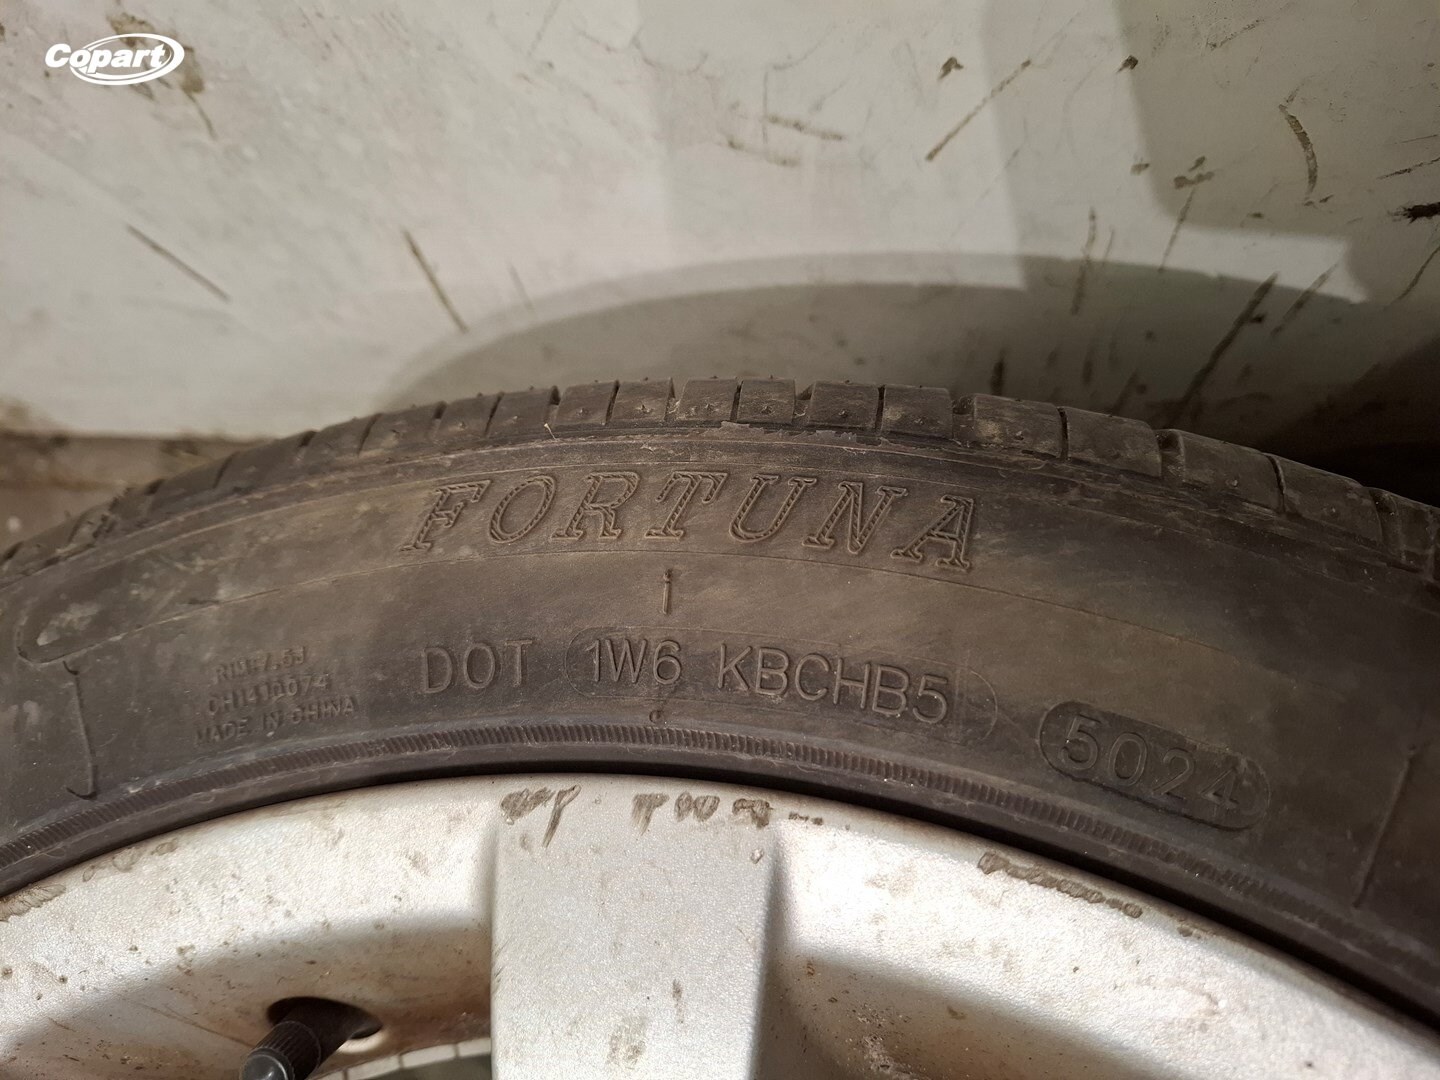 Copart
FORTUNA
DOT 1W6 KBCHB5 5024
MADE IN CHINA